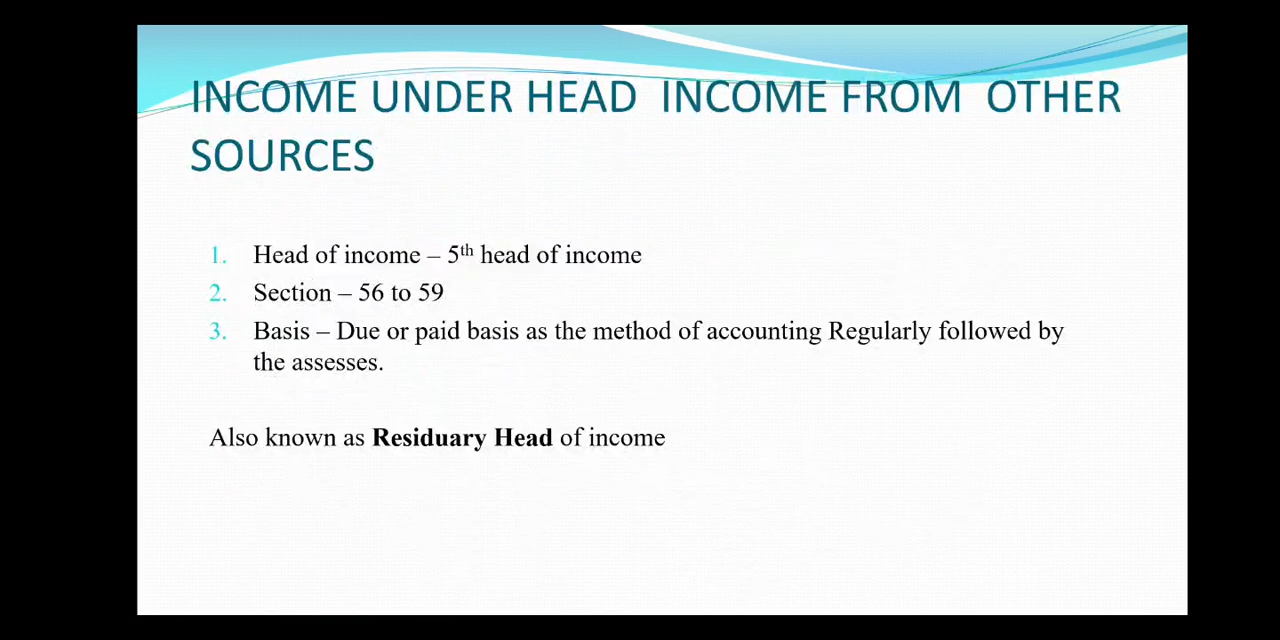 INCOME UNDER HEAD INCOME FROM OTHER
SOURCES
1. Head of income – 5th head of income
2. Section – 56 to 59
3. Basis – Due or paid basis as the method of accounting Regularly followed by
the assesses.
Also known as Residuary Head of income